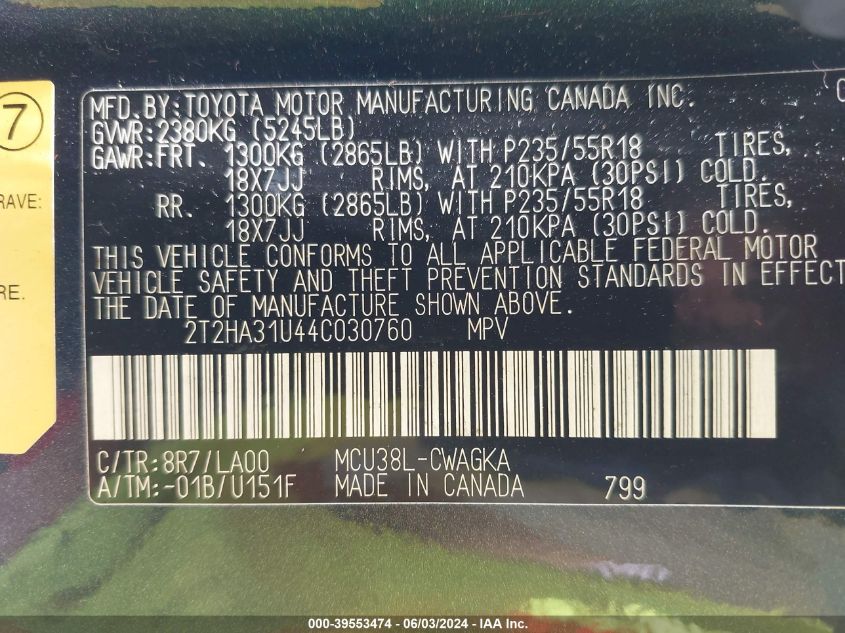 7
RAVE:
RE.
MFD. BY: TOYOTA MOTOR MANUFACTURING CANADA INC.
GVWR: 2380KG (5245LB)
GAWR: FRT. 1300KG (2865LB) WITH P235/55R18 TIRES,
18X7JJ RIMS, AT 210KPA (30PSI) COLD.
RR. 1300KG (2865LB) WITH P235/55R18 TIRES,
18X7JJ RIMS, AT 210KPA (30PSI) COLD.
THIS VEHICLE CONFORMS TO ALL APPLICABLE FEDERAL MOTOR
VEHICLE SAFETY AND THEFT PREVENTION STANDARDS IN EFFECT
THE DATE OF MANUFACTURE SHOWN ABOVE.
2T2HA31U44C030760 MPV
C/TR: 8R7/LA00 MCU38L-CWAGKA
A/TM: -01B/U151F MADE IN CANADA 799
000-39553474 - 06/03/2024 - IAA Inc.